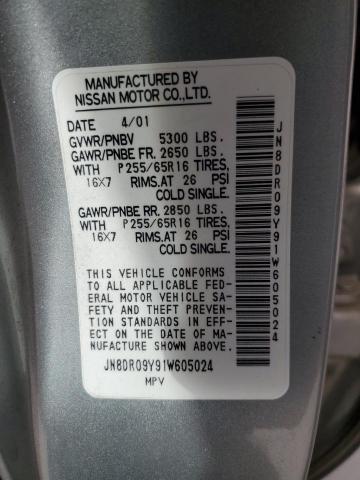 MANUFACTURED BY
NISSAN MOTOR CO.,LTD.
DATE 4/01
GVWR/PNBV 5300 LBS.
GAWR/PNBE FR. 2650 LBS.
WITH P255/65R16 TIRES,
16X7 RIMS.AT 26 PSI
COLD SINGLE.
GAWR/PNBE RR. 2850 LBS.
WITH P255/65R16 TIRES,
16X7 RIMS.AT 26 PSI
COLD SINGLE.
THIS VEHICLE CONFORMS
TO ALL APPLICABLE FED-
ERAL MOTOR VEHICLE SA-
FETY AND THEFT PREVEN-
TION STANDARDS IN EFF-
ECT ON THE DATE OF MA-
NUFACTURE SHOWN ABOVE.
JN8DR09Y91W605024
MPV
JN8DR09Y91W605024